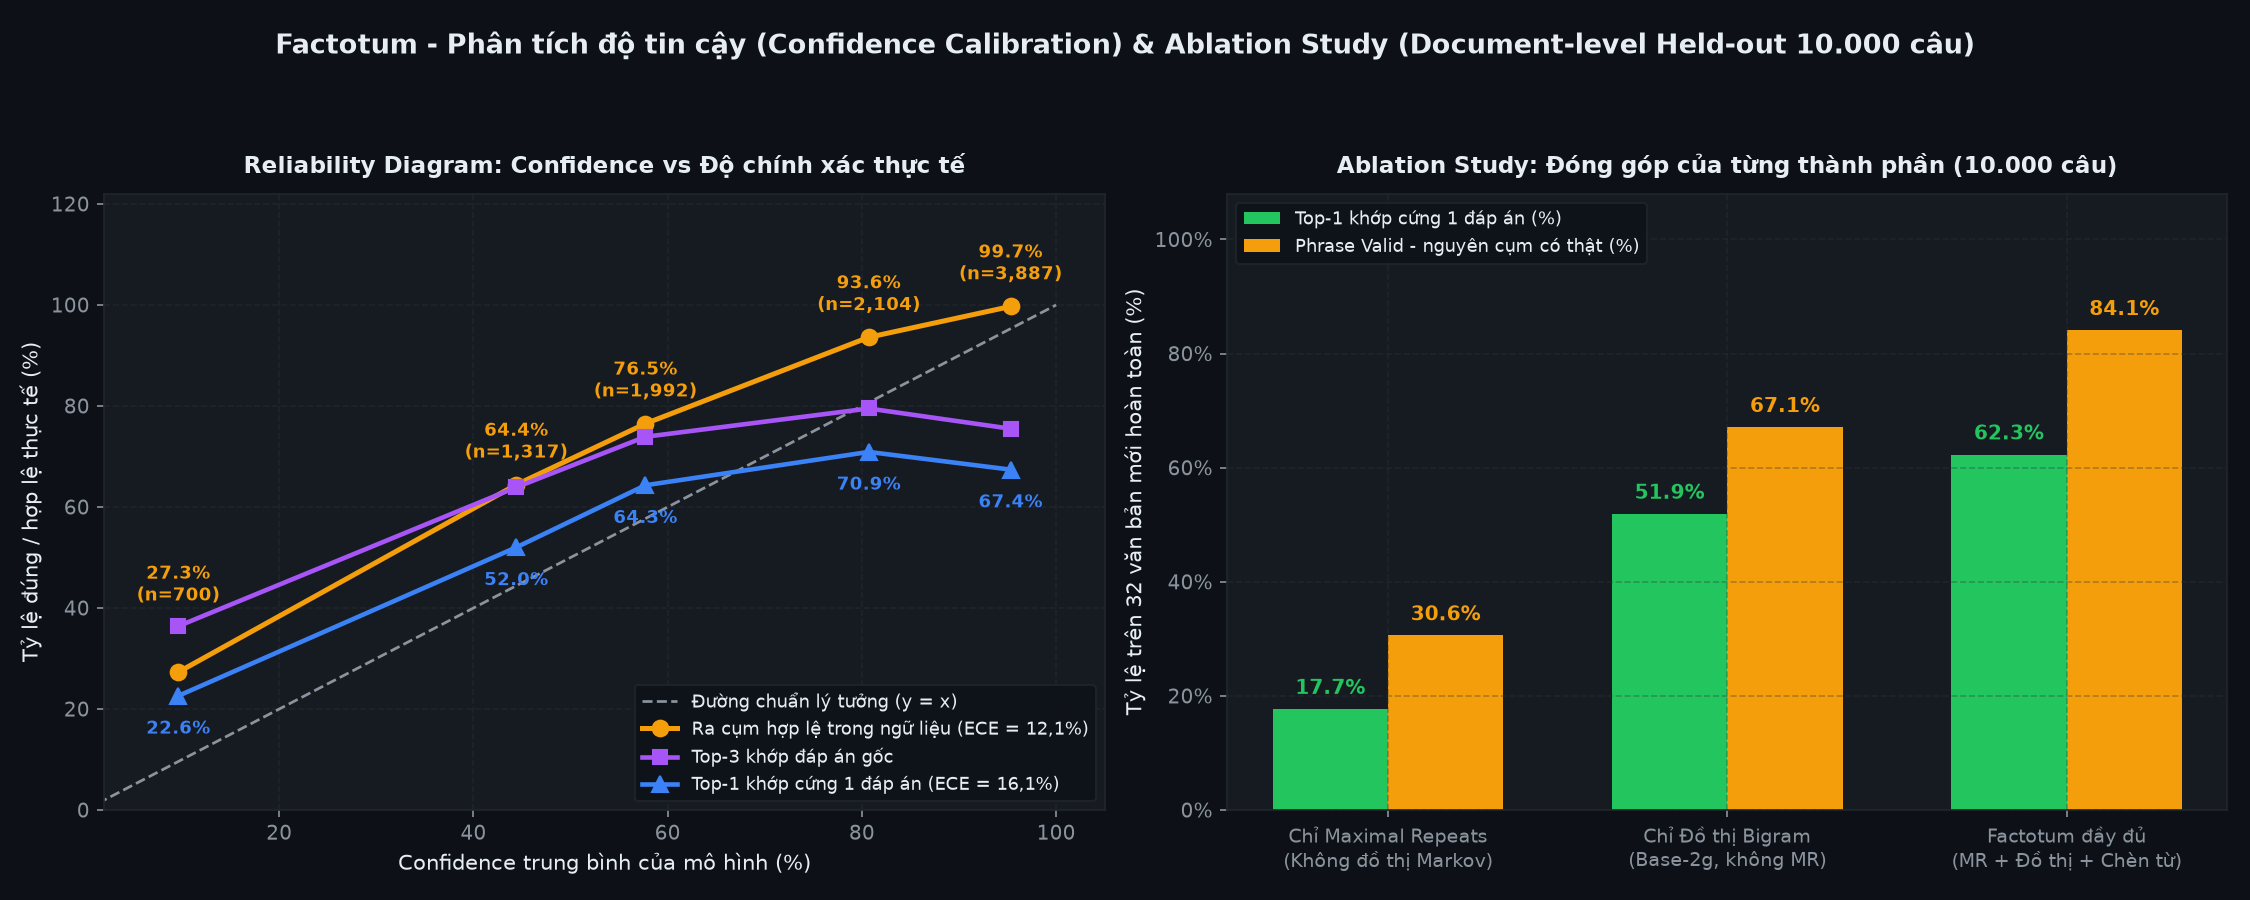 Factotum - Phân tích độ tin cậy (Confidence Calibration) & Ablation Study (Document-level Held-out 10.000 câu)
Reliability Diagram: Confidence vs Độ chính xác thực tế
Tỷ lệ đúng / hợp lệ thực tế (%)
120
100
80
60
40
20
0
27.3%
(n=700)
64.4%
(n=1,317)
76.5%
(n=1,992)
93.6%
(n=2,104)
99.7%
(n=3,887)
22.6%
52.0%
64.3%
70.9%
67.4%
Đường chuẩn lý tưởng (y = x)
Ra cụm hợp lệ trong ngữ liệu (ECE = 12,1%)
Top-3 khớp đáp án gốc
Top-1 khớp cứng 1 đáp án (ECE = 16,1%)
20
40
60
80
100
Confidence trung bình của mô hình (%)
Ablation Study: Đóng góp của từng thành phần (10.000 câu)
Tỷ lệ trên 32 văn bản mới hoàn toàn (%)
Top-1 khớp cứng 1 đáp án (%)
Phrase Valid - nguyên cụm có thật (%)
100%
80%
60%
40%
20%
0%
17.7%
30.6%
51.9%
67.1%
62.3%
84.1%
Chỉ Maximal Repeats
(Không đồ thị Markov)
Chỉ Đồ thị Bigram
(Base-2g, không MR)
Factotum đầy đủ
(MR + Đồ thị + Chèn từ)